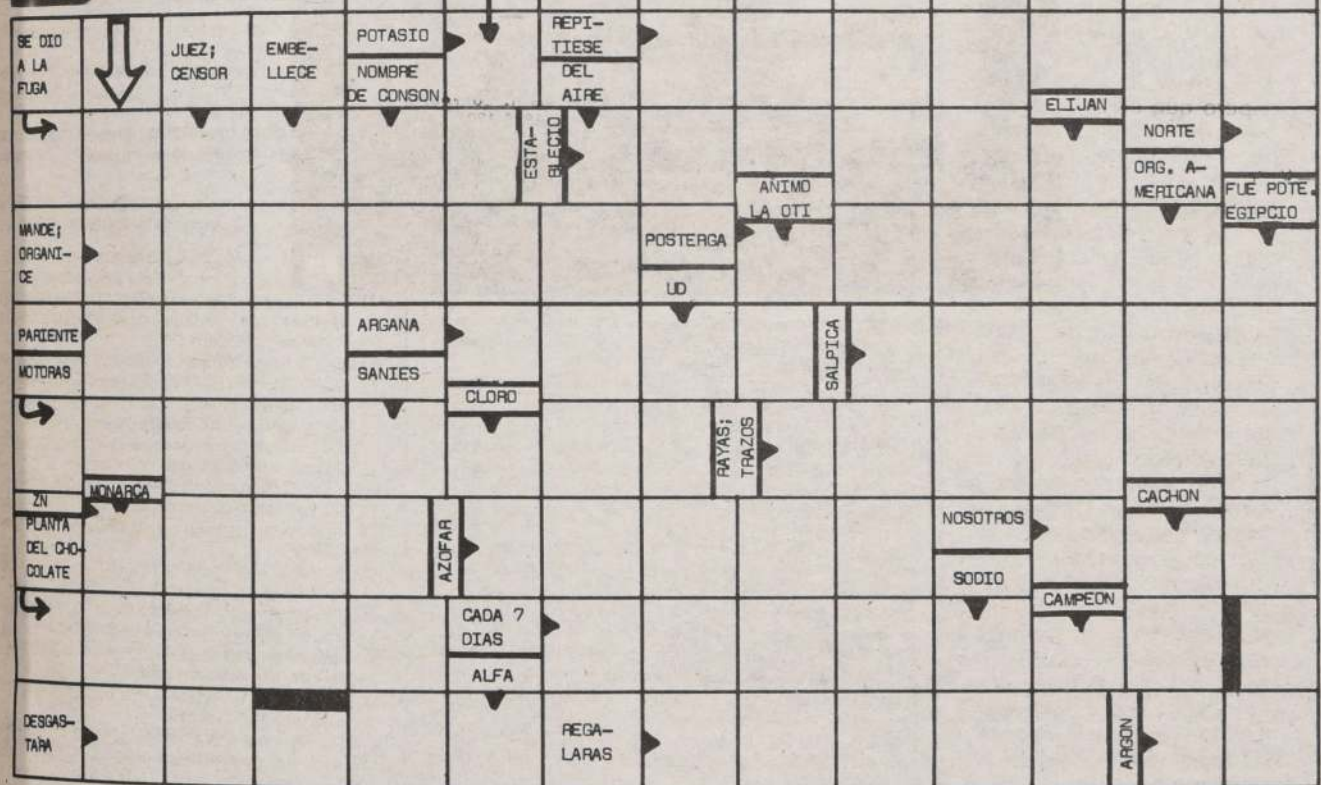 SE DIO
A LA
FUGA
JUEZ;
CENSOR
EMBE-
LLECE
POTASIO
NOMBRE
DE CONSON.
REPI-
TIESE
DEL
AIRE
ESTA-
BLECIO
ELIJAN
NORTE
ORG. A-
MERICANA
FUE POTE.
EGIPCIO
ANIMO
LA OTI
MANDE;
ORGANI-
CE
POSTERGA
UD
PARIENTE
MOTORAS
ARGANA
SANIES
CLORO
SALPICA
RAYAS;
TRAZOS
MONARCA
ZN
PLANTA
DEL CHO-
COLATE
AZOFAR
NOSOTROS
SODIO
CACHON
CAMPEON
CADA 7
DIAS
ALFA
DESGAS-
TARA
REGA-
LARAS
ARGON